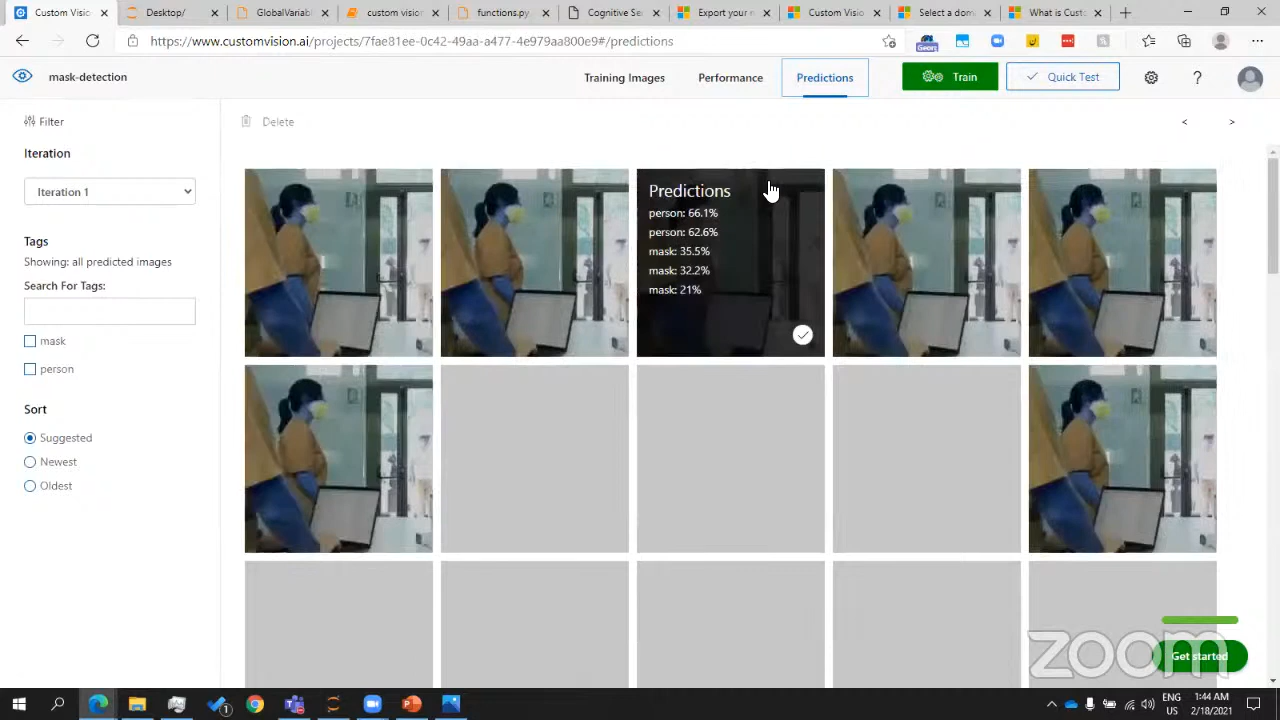 Custom Vision
Desktop/
GlobalVariabl
custom vision
functions.py
Cognitive Se
Export your m
Custom Visio
Select a dom
What is Custo
https://www.customvision.ai/projects/7fae81ee-0c42-49aa-a477-4e979aa800e9#/predictions
mask-detection
Training Images
Performance
Predictions
Train
Quick Test
?
Filter
Delete
< >
Iteration
Iteration 1
Tags
Showing: all predicted images
Search For Tags:
mask
person
Sort
Suggested
Newest
Oldest
Predictions
person: 66.1%
person: 62.6%
mask: 35.5%
mask: 32.2%
mask: 21%
zoom
Get started
ENG
US
1:44 AM
2/18/2021